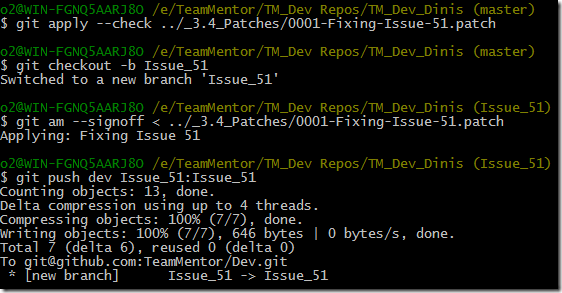 o2@WIN-FGNQ5AARJ8O /e/TeamMentor/TM_Dev Repos/TM_Dev_Dinis (master)
$ git apply --check ../_3.4_Patches/0001-Fixing-Issue-51.patch
o2@WIN-FGNQ5AARJ8O /e/TeamMentor/TM_Dev Repos/TM_Dev_Dinis (master)
$ git checkout -b Issue_51
Switched to a new branch 'Issue_51'
o2@WIN-FGNQ5AARJ8O /e/TeamMentor/TM_Dev Repos/TM_Dev_Dinis (Issue_51)
$ git am --signoff < ../_3.4_Patches/0001-Fixing-Issue-51.patch
Applying: Fixing Issue 51
o2@WIN-FGNQ5AARJ8O /e/TeamMentor/TM_Dev Repos/TM_Dev_Dinis (Issue_51)
$ git push dev Issue_51:Issue_51
Counting objects: 13, done.
Delta compression using up to 4 threads.
Compressing objects: 100% (7/7), done.
Writing objects: 100% (7/7), 646 bytes | 0 bytes/s, done.
Total 7 (delta 6), reused 0 (delta 0)
To git@github.com:TeamMentor/Dev.git
 * [new branch]      Issue_51 -> Issue_51